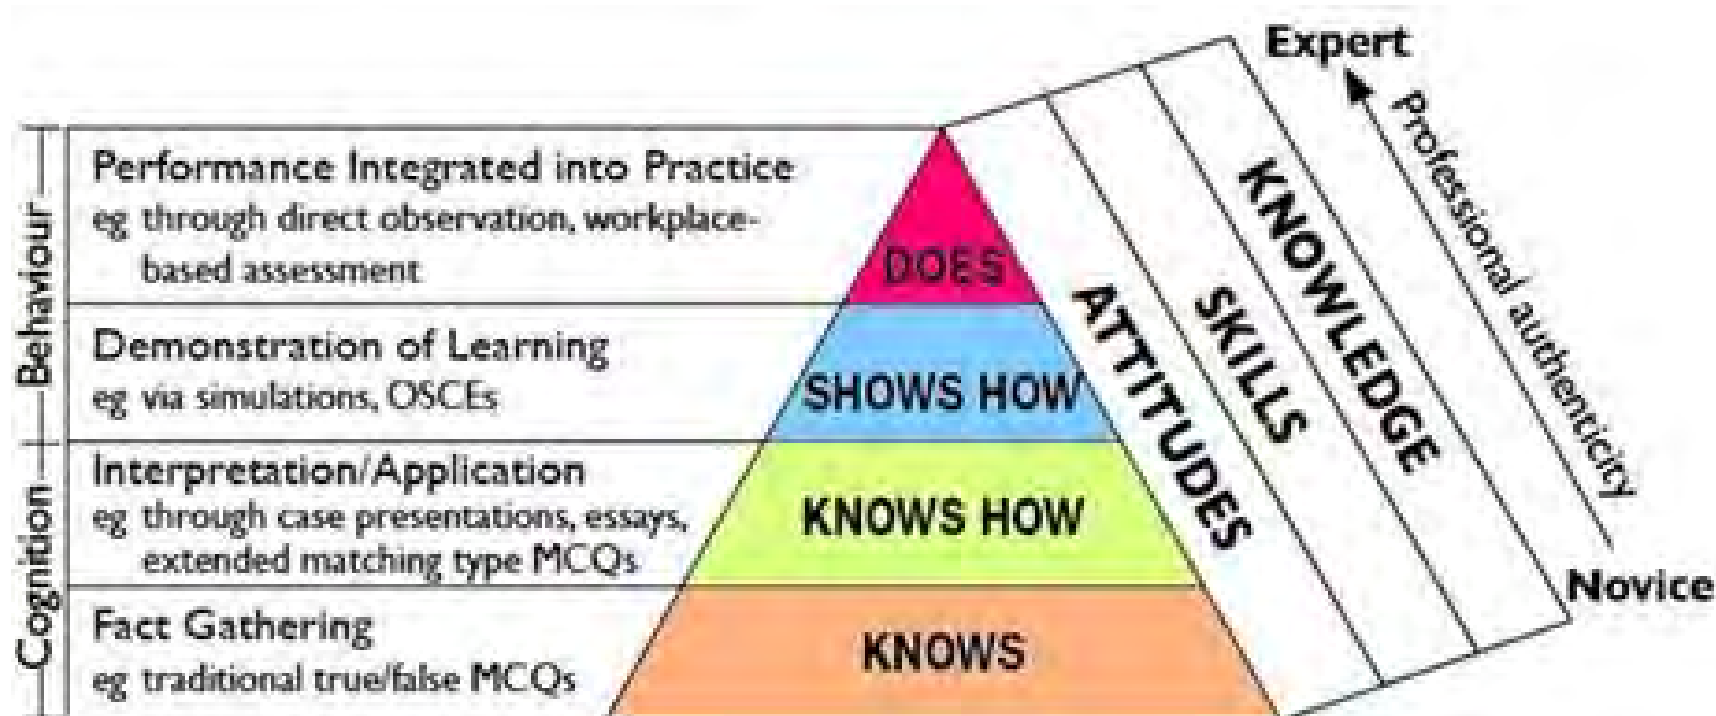 Behaviour
Cognition
Performance Integrated into Practice
eg through direct observation, workplace-
based assessment
Demonstration of Learning
eg via simulations, OSCEs
Interpretation/Application
eg through case presentations, essays,
extended matching type MCQs
Fact Gathering
eg traditional true/false MCQs
DOES
SHOWS HOW
KNOWS HOW
KNOWS
ATTITUDES
SKILLS
KNOWLEDGE
Expert
Professional authenticity
Novice